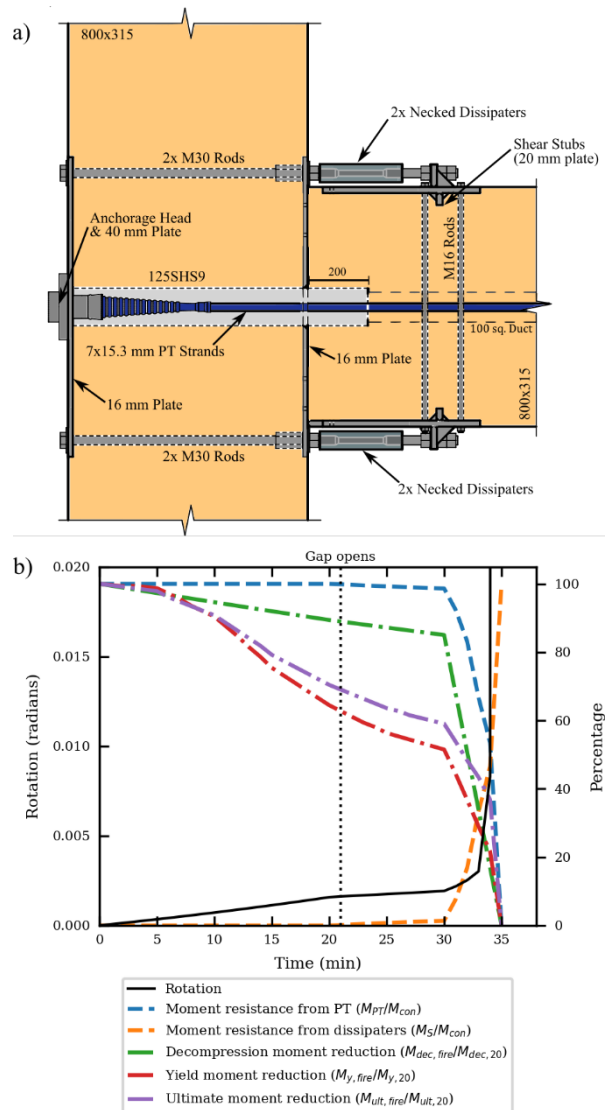 a)
800x315
2x Necked Dissipaters
2x M30 Rods
Shear Stubs
(20 mm plate)
Anchorage Head
& 40 mm Plate
M16 Rods
125SHS9
200
7x15.3 mm PT Strands
100 sq. Duct
16 mm Plate
16 mm Plate
800x315
2x M30 Rods
2x Necked Dissipaters
b)
Gap opens
0.020
0.015
0.010
0.005
0.000
Rotation (radians)
100
80
60
40
20
0
Percentage
0 5 10 15 20 25 30 35
Time (min)
Rotation
Moment resistance from PT (M_PT/M_con)
Moment resistance from dissipaters (M_S/M_con)
Decompression moment reduction (M_dec,fire/M_dec,20)
Yield moment reduction (M_y,fire/M_y,20)
Ultimate moment reduction (M_ult,fire/M_ult,20)